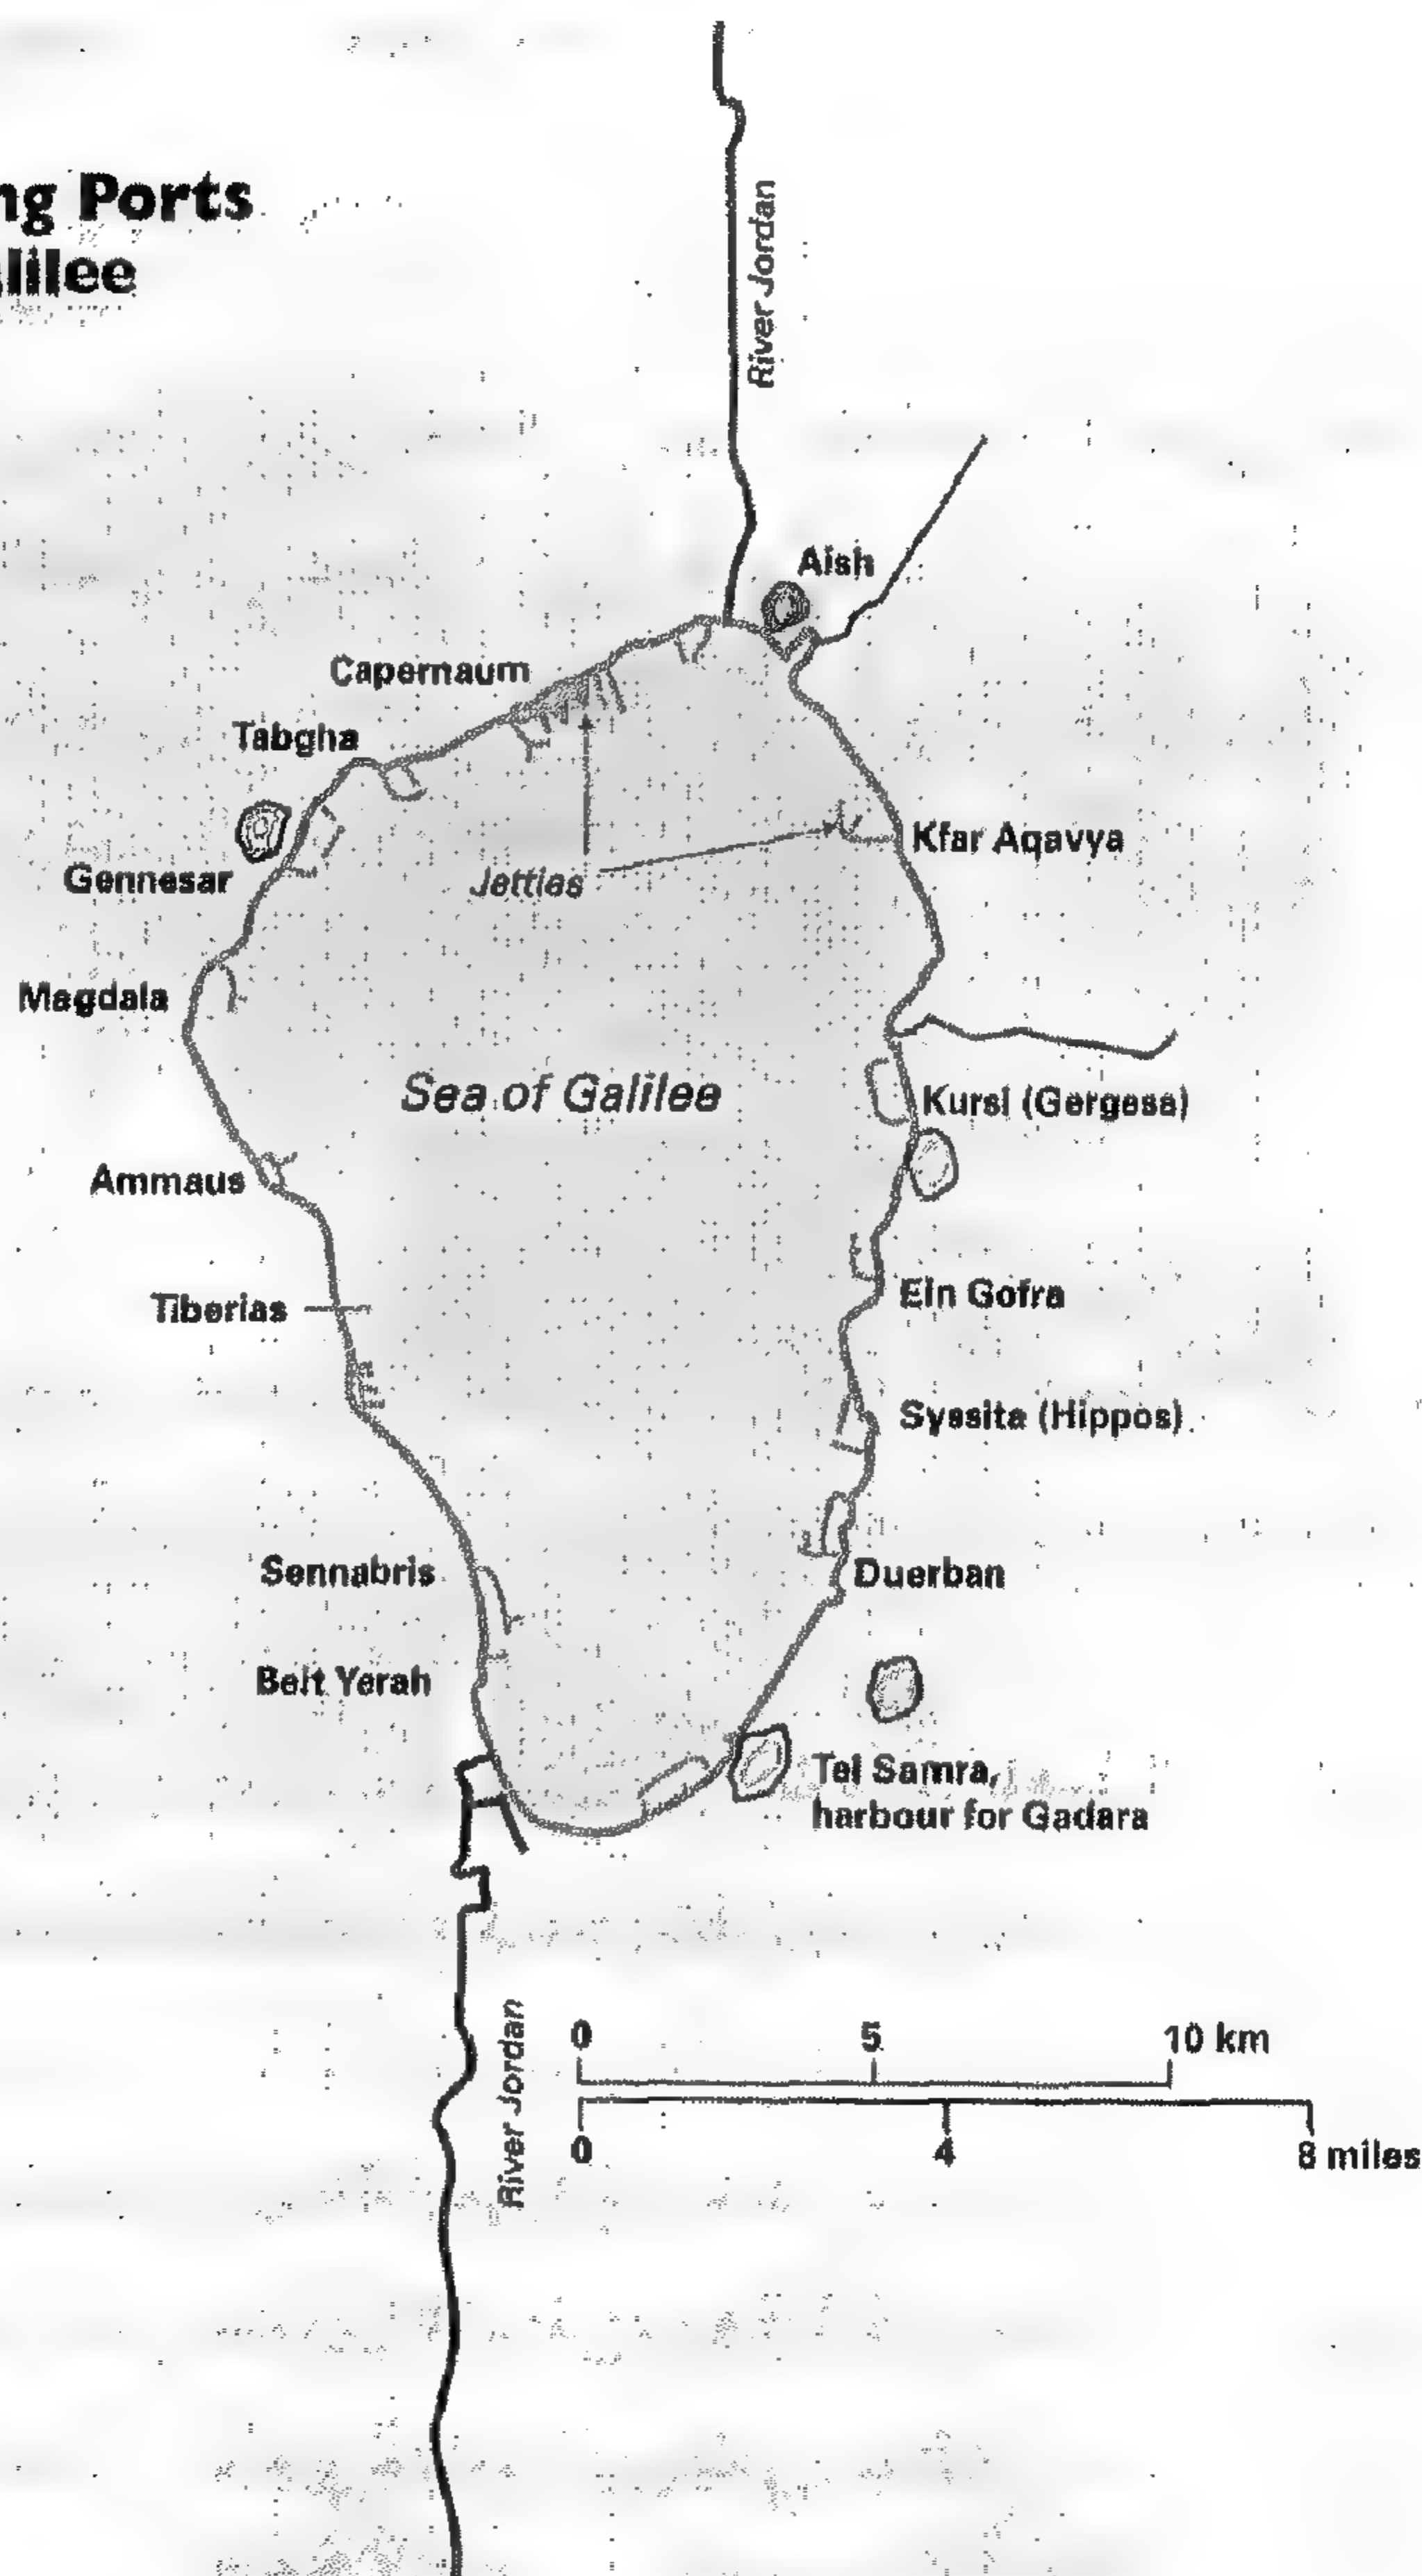 ng Ports
lilee
River Jordan
Aish
Capernaum
Tabgha
Kfar Aqavya
Gennesar
Jetties
Magdala
Sea of Galilee
Kursi (Gergesa)
Ammaus
Ein Gofra
Tiberias
Syssita (Hippos)
Sennabris
Duerban
Beit Yerah
Tel Samra,
harbour for Gadara
River Jordan
0 5 10 km
0 4 8 miles